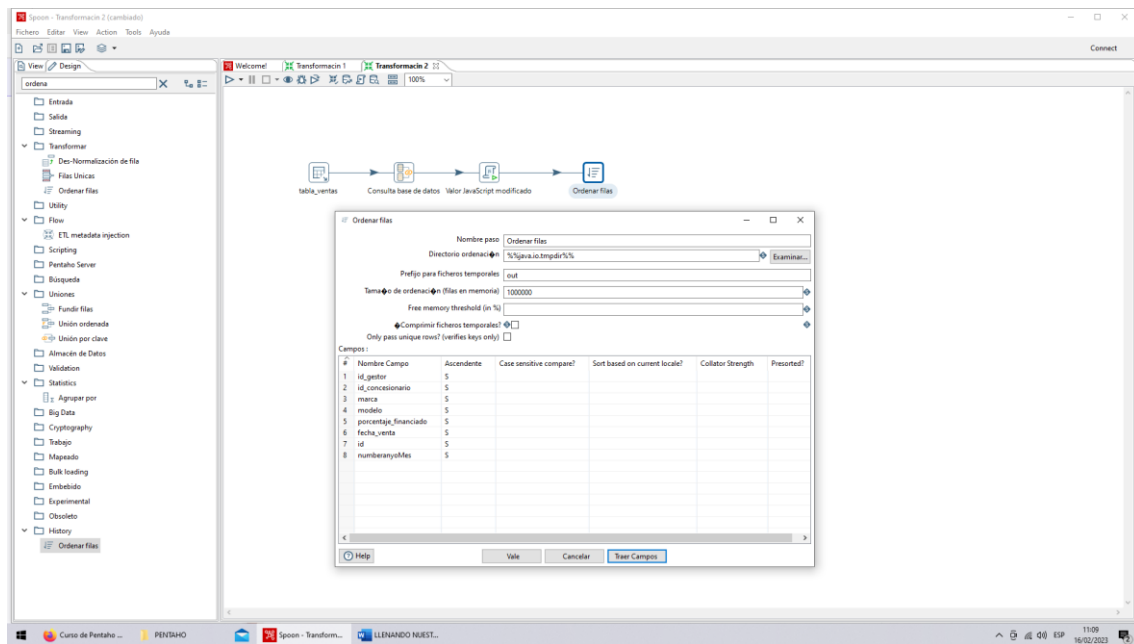 Spoon - Transformacin 2 (cambiado)
Fichero Editar View Action Tools Ayuda
Connect
View Design
Welcome! Transformacin 1 Transformacin 2
ordena
100%
Entrada
Salida
Streaming
Transformar
Des-Normalización de fila
Filas Unicas
Ordenar filas
Utility
Flow
ETL metadata injection
Scripting
Pentaho Server
Búsqueda
Uniones
Fundir filas
Unión ordenada
Unión por clave
Almacén de Datos
Validation
Statistics
Agrupar por
Big Data
Cryptography
Trabajo
Mapeado
Bulk loading
Embebido
Experimental
Obsoleto
History
Ordenar filas
tabla_ventas Consulta base de datos Valor JavaScript modificado Ordenar filas
Ordenar filas
Nombre paso Ordenar filas
Directorio ordenaci�n %%java.io.tmpdir%% Examinar...
Prefijo para ficheros temporales out
Tama�o de ordenaci�n (filas en memoria) 1000000
Free memory threshold (in %)
�Comprimir ficheros temporales?
Only pass unique rows? (verifies keys only)
Campos :
# Nombre Campo Ascendente Case sensitive compare? Sort based on current locale? Collator Strength Presorted?
1 id_gestor S
2 id_concesionario S
3 marca S
4 modelo S
5 porcentaje_financiado S
6 fecha_venta S
7 id S
8 numberanyoMes S
Help Vale Cancelar Traer Campos
Curso de Pentaho ... PENTAHO Spoon - Transform... LLENANDO NUEST... ESP 11:09
16/02/2023